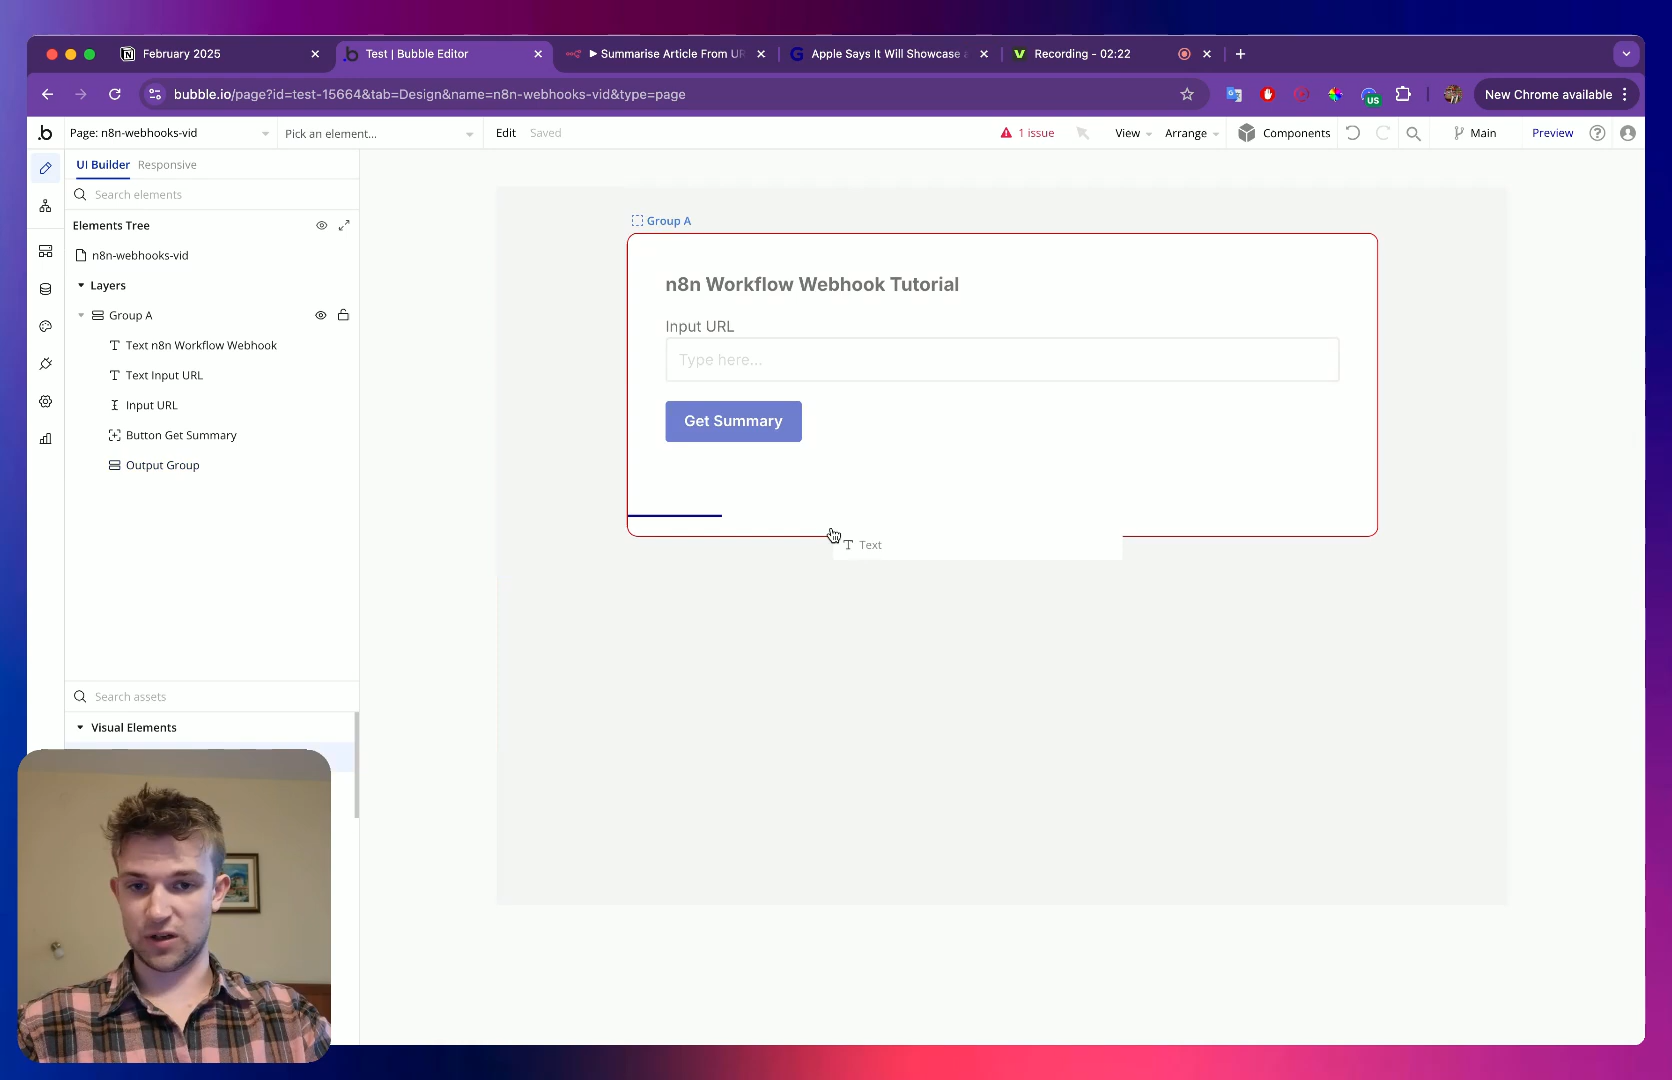 February 2025
Test | Bubble Editor
Summarise Article From UR
Apple Says It Will Showcase
Recording - 02:22
bubble.io/page?id=test-15664&tab=Design&name=n8n-webhooks-vid&type=page
US
New Chrome available
Page: n8n-webhooks-vid
Pick an element...
Edit
Saved
1 issue
View
Arrange
Components
Main
Preview
UI Builder
Responsive
Search elements
Elements Tree
n8n-webhooks-vid
Layers
Group A
Text n8n Workflow Webhook
Text Input URL
Input URL
Button Get Summary
Output Group
Search assets
Visual Elements
Group A
n8n Workflow Webhook Tutorial
Input URL
Type here...
Get Summary
Text